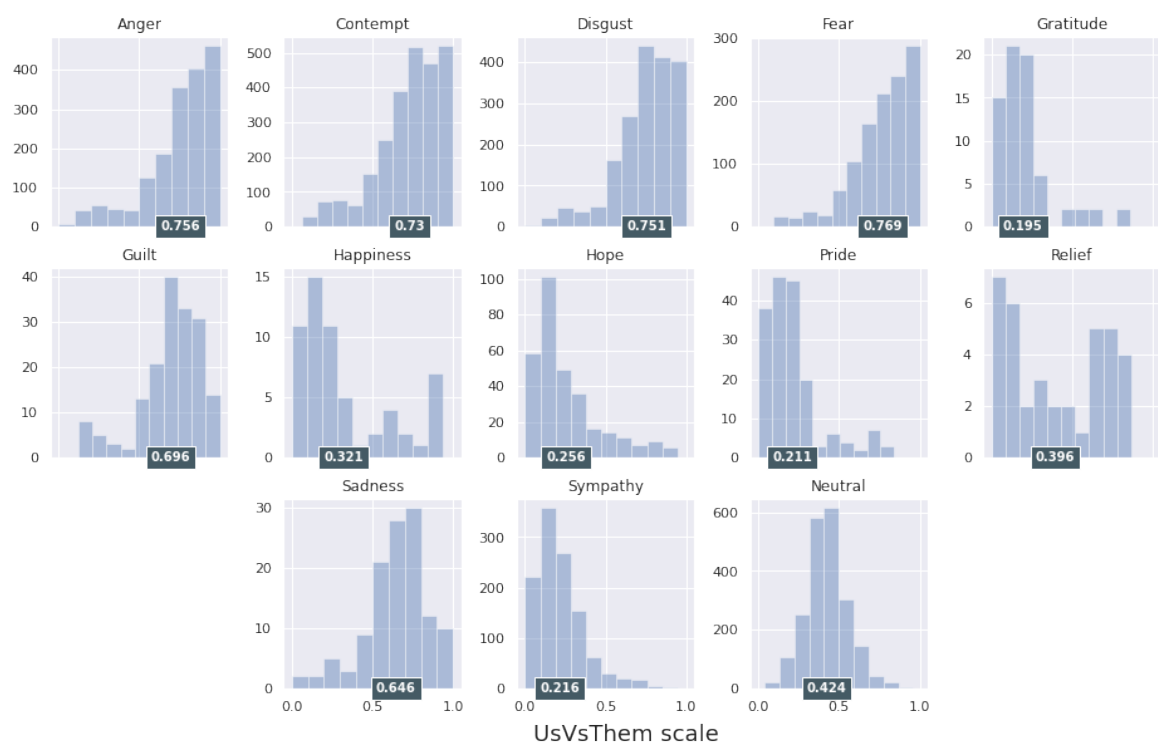 Anger Contempt Disgust Fear Gratitude
400 300 200 100 0 0.756
500 400 300 200 100 0 0.73
400 300 200 100 0 0.751
300 200 100 0 0.769
20 15 10 5 0 0.195
Guilt Happiness Hope Pride Relief
40 30 20 10 0 0.696
15 10 5 0 0.321
100 80 60 40 20 0 0.256
40 30 20 10 0 0.211
6 4 2 0 0.396
Sadness Sympathy Neutral
30 20 10 0 0.646
300 200 100 0 0.216
600 400 200 0 0.424
0.0 0.5 1.0 0.0 0.5 1.0 0.0 0.5 1.0
UsVsThem scale